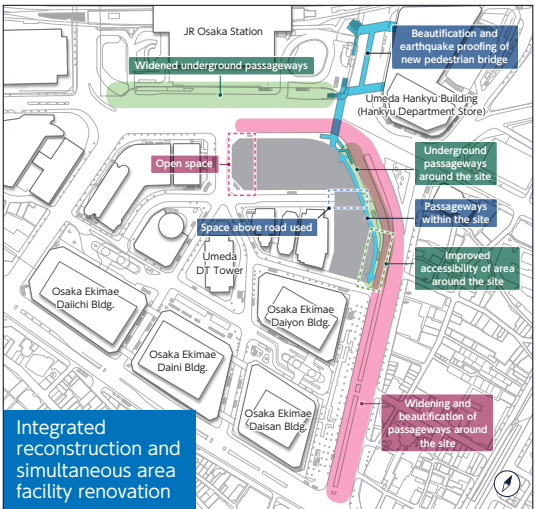 JR Osaka Station
Beautification and
earthquake proofing of
new pedestrian bridge
Widened underground passageways
Umeda Hankyu Building
(Hankyu Department Store)
Open space
Underground
passageways
around the site
Space above road used
Passageways
within the site
Umeda
DT Tower
Improved
accessibility of area
around the site
Osaka Ekimae
Daiichi Bldg.
Osaka Ekimae
Daiyon Bldg.
Osaka Ekimae
Daini Bldg.
Osaka Ekimae
Daisan Bldg.
Widening and
beautification of
passageways around
the site
Integrated
reconstruction and
simultaneous area
facility renovation